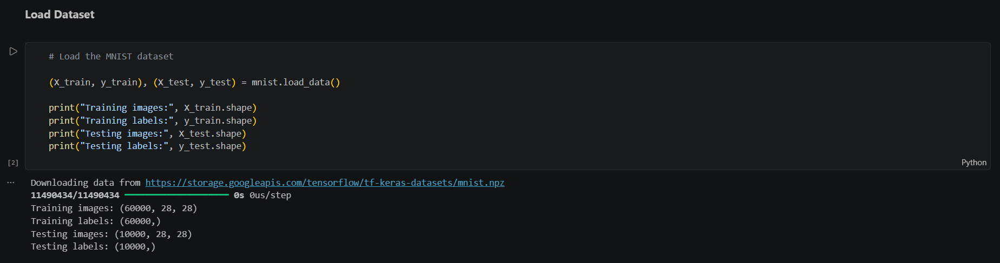 Load Dataset
# Load the MNIST dataset
(X_train, y_train), (X_test, y_test) = mnist.load_data()
print("Training images:", X_train.shape)
print("Training labels:", y_train.shape)
print("Testing images:", X_test.shape)
print("Testing labels:", y_test.shape)
[2]
Python
Downloading data from https://storage.googleapis.com/tensorflow/tf-keras-datasets/mnist.npz
11490434/11490434 ━━━━━━━━━━━━━━━━━━━━ 0s 0us/step
Training images: (60000, 28, 28)
Training labels: (60000,)
Testing images: (10000, 28, 28)
Testing labels: (10000,)